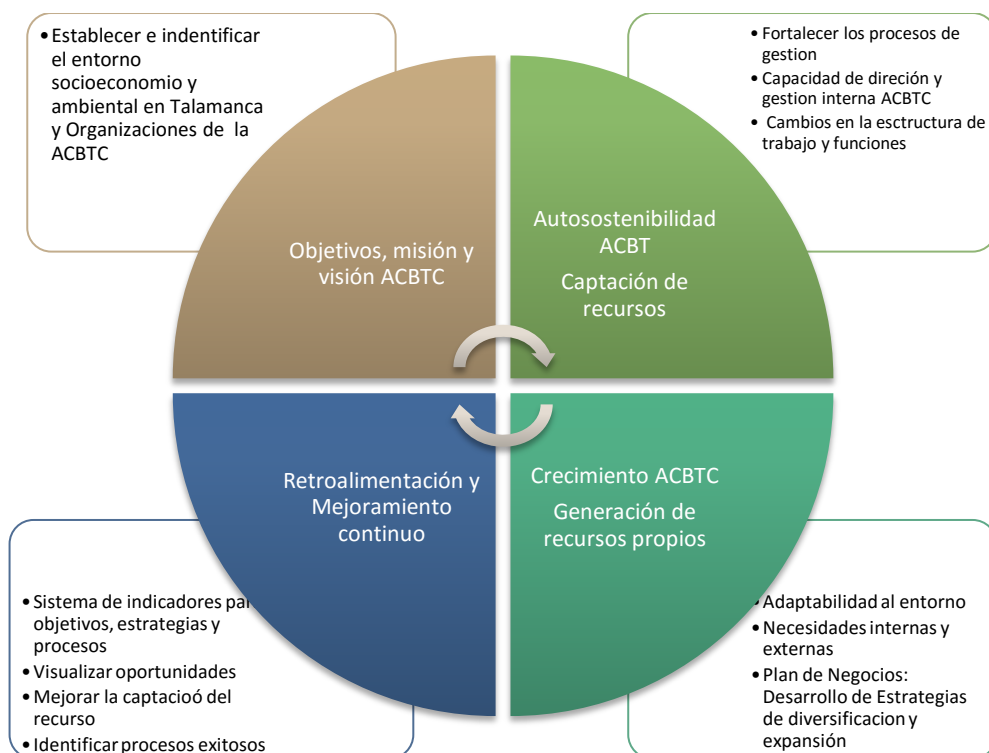 • Establecer e indentificar
el entorno
socioeconomio y
ambiental en Talamanca
y Organizaciones de la
ACBTC
• Fortalecer los procesos de
gestion
• Capacidad de direción y
gestion interna ACBTC
• Cambios en la esctructura de
trabajo y funciones
Objetivos, misión y
visión ACBTC
Autosostenibilidad
ACBT
Captación de
recursos
Retroalimentación y
Mejoramiento
continuo
Crecimiento ACBTC
Generación de
recursos propios
• Sistema de indicadores
objetivos, estrategias y
procesos
• Visualizar oportunidades
• Mejorar la captacioó del
recurso
• Identificar procesos exitosos
• Adaptabilidad al entorno
• Necesidades internas y
externas
• Plan de Negocios:
Desarrollo de Estrategias
de diversificacion y
expansión